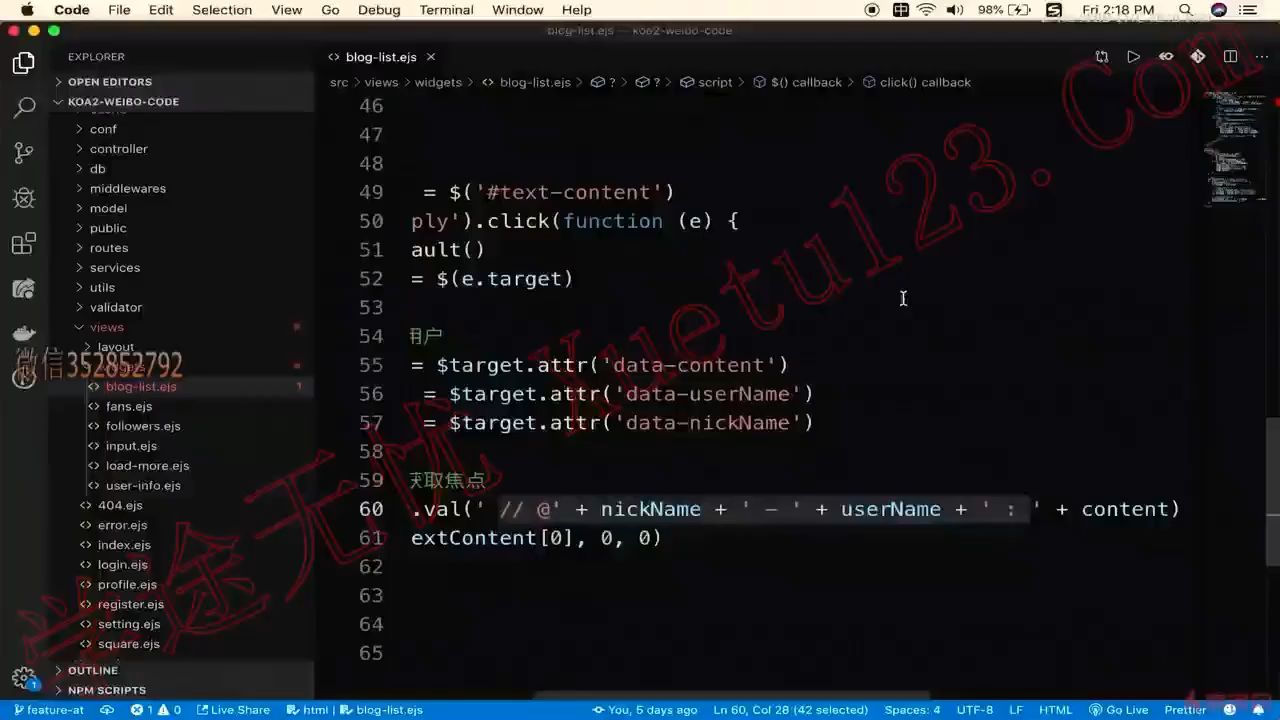 Code File Edit Selection View Go Debug Terminal Window Help 98% Fri 2:18 PM
blog-list.ejs — koa2-weibo-code
EXPLORER
blog-list.ejs
OPEN EDITORS
src > views > widgets > blog-list.ejs > ? > ? > script > $() callback > click() callback
KOA2-WEIBO-CODE
conf
controller
db
middlewares
model
public
routes
services
utils
validator
views
layout
微信352852792
blog-list.ejs 1
fans.ejs
followers.ejs
input.ejs
load-more.ejs
user-info.ejs
404.ejs
error.ejs
index.ejs
login.ejs
profile.ejs
register.ejs
setting.ejs
square.ejs
OUTLINE
NPM SCRIPTS
46
47
48
49 = $('#text-content')
50 ply').click(function (e) {
51 ault()
52 = $(e.target)
53
54 用户
55 = $target.attr('data-content')
56 = $target.attr('data-userName')
57 = $target.attr('data-nickName')
58
59 获取焦点
60 .val(' // @' + nickName + ' - ' + userName + ' : ' + content)
61 extContent[0], 0, 0)
62
63
64
65
学途无忧 Xuetu123.Com
feature-at 1 0 Live Share html blog-list.ejs You, 5 days ago Ln 60, Col 28 (42 selected) Spaces: 4 UTF-8 LF HTML Go Live Prettier 1